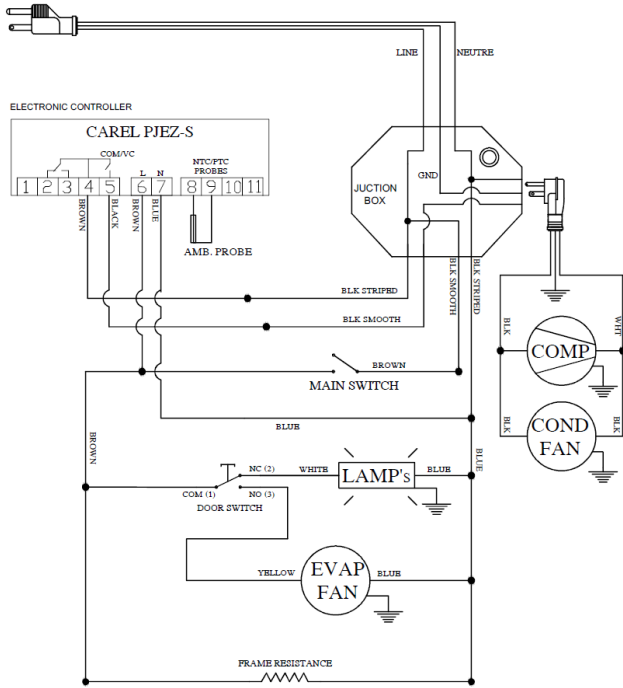 LINE
NEUTRE
ELECTRONIC CONTROLLER
CAREL PJEZ-S
COM/VC
L
N
NTC/PTC
PROBES
1 2 3 4 5 6 7 8 9 10 11
BROWN
BLACK
BROWN
BLUE
AMB. PROBE
GND
JUCTION
BOX
BLK STRIPED
BLK SMOOTH
BLK SMOOTH
BLK STRIPED
BLK
WHT
COMP
BROWN
MAIN SWITCH
BLK
COND
FAN
BLK
BLUE
BROWN
NC (2)
WHITE
LAMP's
BLUE
BLUE
COM (1)
NO (3)
DOOR SWITCH
YELLOW
EVAP
FAN
BLUE
FRAME RESISTANCE